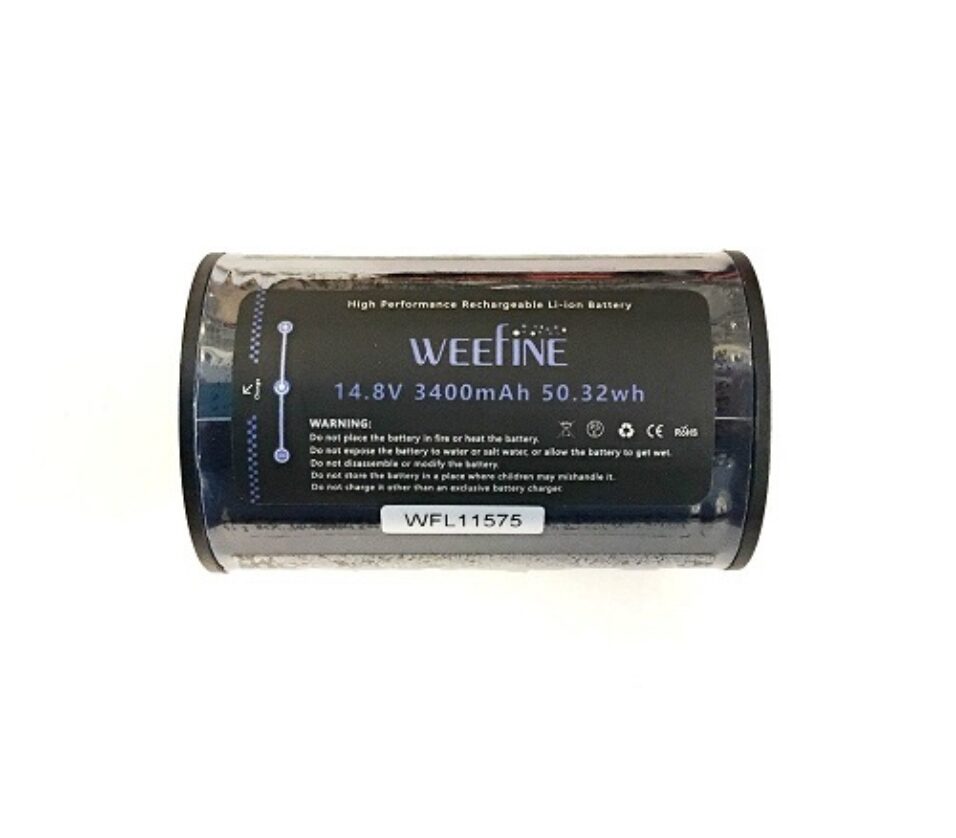 High Performance Rechargeable Li-ion Battery
WEEFINE
14.8V 3400mAh 50.32wh
Charge
WARNING:
Do not place the battery in fire or heat the battery.
CE RoHS
Do not expose the battery to water or salt water, or allow the battery to get wet.
Do not disassemble or modify the battery.
Do not store the battery in a place where children may mishandle it.
Do not charge it other than an exclusive battery charger.
WFL11575